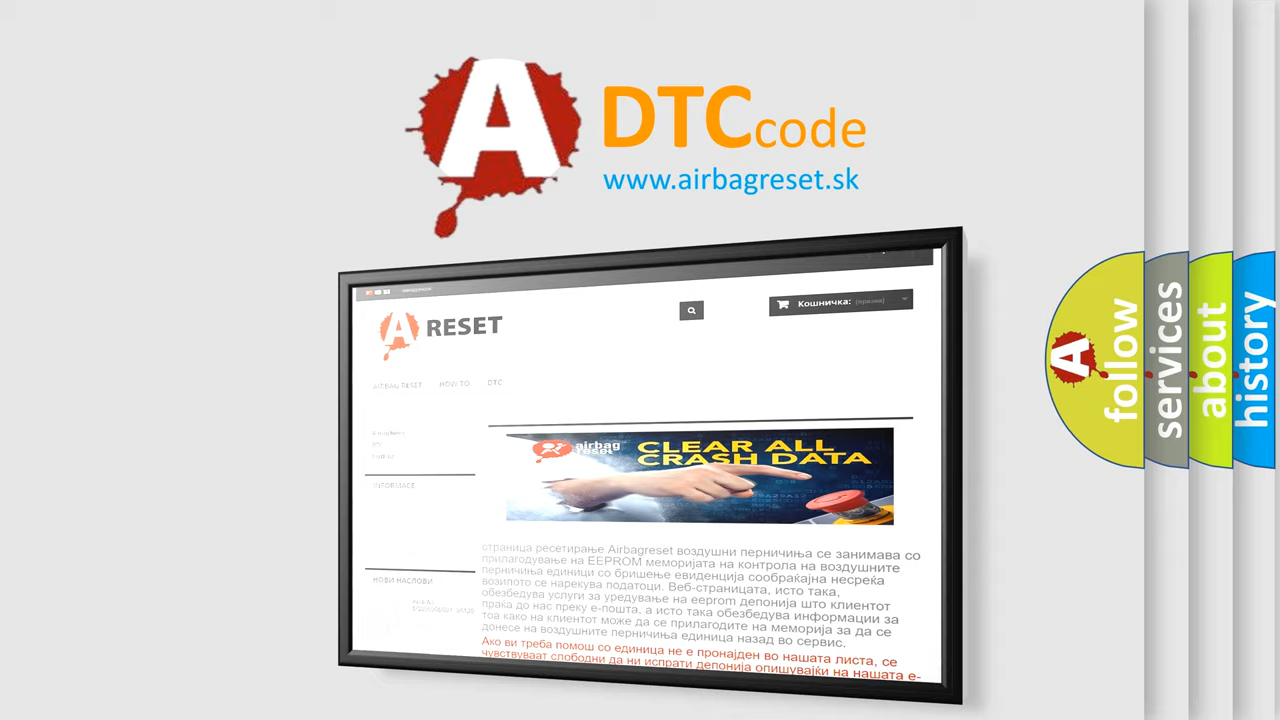 A
DTCcode
www.airbagreset.sk
A RESET
Кошничка: (празна)
AIRBAG RESET HOW TO DTC
DTC
INFORMACE
airbag
reset
CLEAR ALL
CRASH DATA
страница ресетирање Airbagreset воздушни перничиња се занимава со
прилагодување на EEPROM меморијата на контрола на воздушните
перничиња единици со бришење евиденција сообраќајна несреќа
возилото се нарекува податоци. Веб-страницата, исто така,
обезбедува услуги за уредување на eeprom депонија што клиентот
праќа до нас преку е-пошта, а исто така обезбедува информации за
тоа како на клиентот може да се прилагодите на меморија за да се
донесе на воздушните перничиња единица назад во сервис.
Ако ви треба помош со единица не е пронајден во нашата листа, се
чувствуваат слободни да ни испрати депонија опишувајќи на нашата е-
НОВИ НАСЛОВИ
A
follow
services
about
history